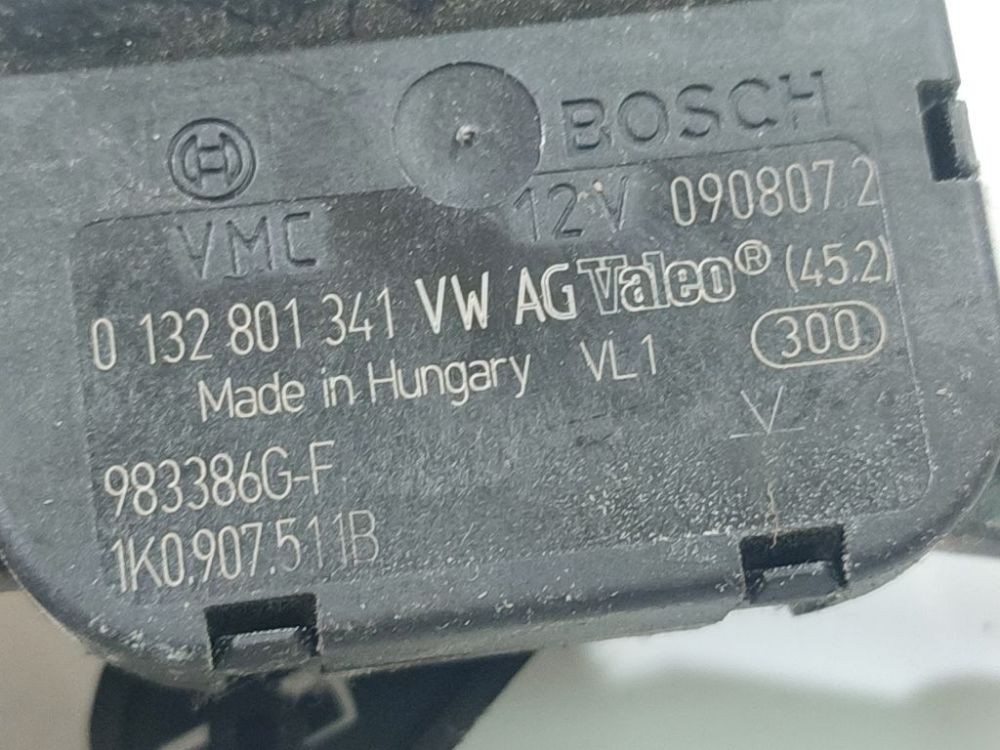 BOSCH
VMC 12V 090807.2
0 132 801 341 VW AG Valeo® (45.2)
Made in Hungary VL1 300
983386G-F
1K0.907.511B